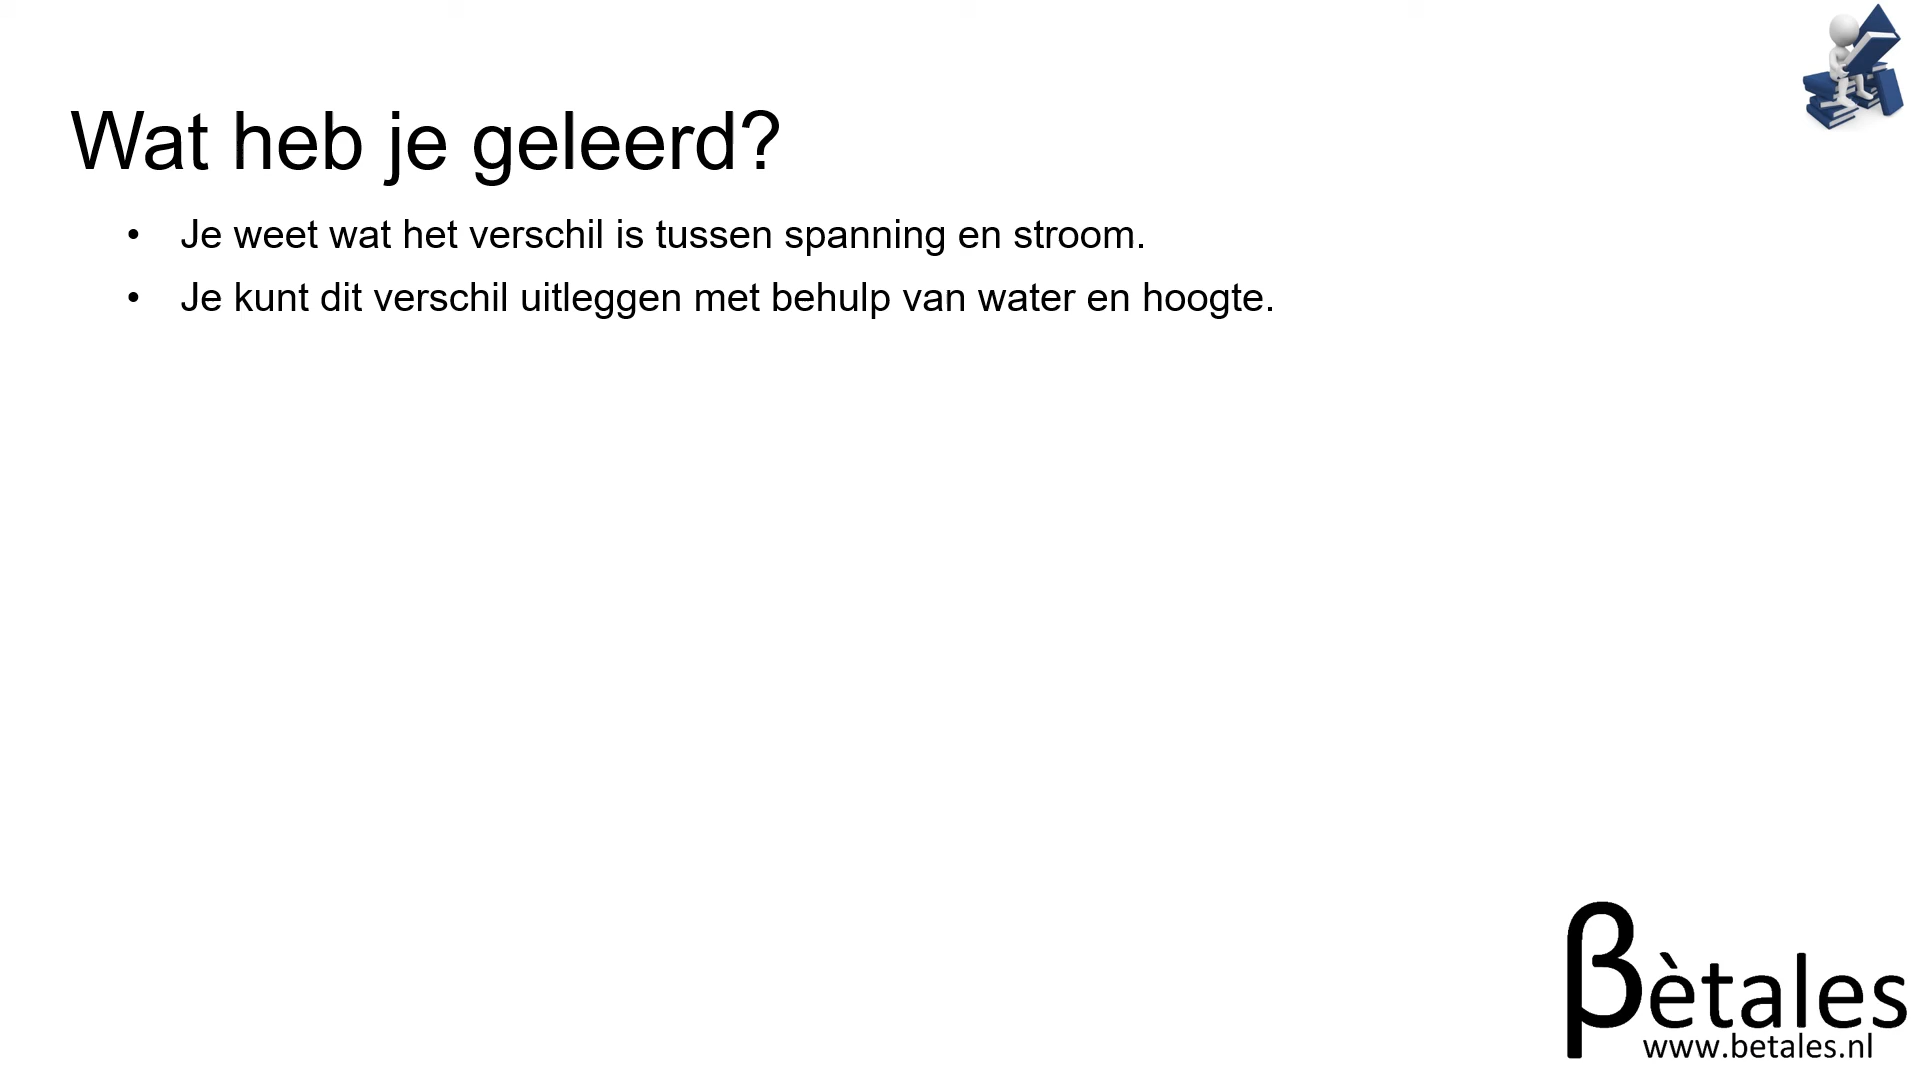 Wat heb je geleerd?
• Je weet wat het verschil is tussen spanning en stroom.
• Je kunt dit verschil uitleggen met behulp van water en hoogte.
βètales
www.betales.nl